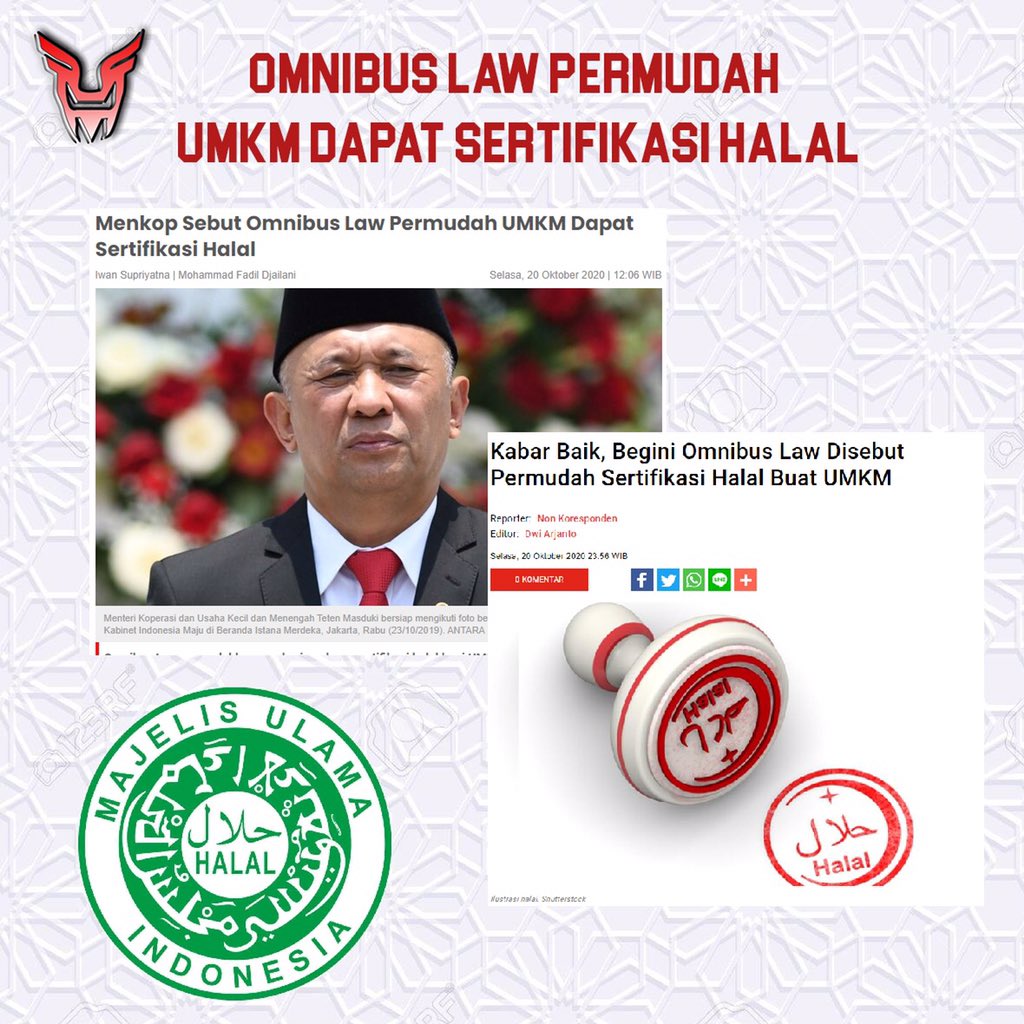 OMNIBUS LAW PERMUDAH
UMKM DAPAT SERTIFIKASI HALAL
Menkop Sebut Omnibus Law Permudah UMKM Dapat
Sertifikasi Halal
Iwan Supriyatna | Mohammad Fadil Djailani
Selasa, 20 Oktober 2020 | 12:06 WIB
Menteri Koperasi dan Usaha Kecil dan Menengah Teten Masduki bersiap mengikuti foto be
Kabinet Indonesia Maju di Beranda Istana Merdeka, Jakarta, Rabu (23/10/2019). ANTARA
Kabar Baik, Begini Omnibus Law Disebut
Permudah Sertifikasi Halal Buat UMKM
Reporter: Non Koresponden
Editor: Dwi Arjanto
Selasa, 20 Oktober 2020 23:56 WIB
0 KOMENTAR
Halal
حلال
Halal
Ilustrasi halal. Shutterstock
MAJELIS ULAMA
حلال
HALAL
INDONESIA
123RF